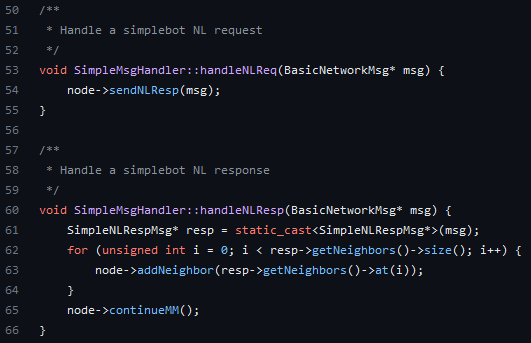 50 /**
51  * Handle a simplebot NL request
52  */
53 void SimpleMsgHandler::handleNLReq(BasicNetworkMsg* msg) {
54     node->sendNLResp(msg);
55 }
56
57 /**
58  * Handle a simplebot NL response
59  */
60 void SimpleMsgHandler::handleNLResp(BasicNetworkMsg* msg) {
61     SimpleNLRespMsg* resp = static_cast<SimpleNLRespMsg*>(msg);
62     for (unsigned int i = 0; i < resp->getNeighbors()->size(); i++) {
63         node->addNeighbor(resp->getNeighbors()->at(i));
64     }
65     node->continueMM();
66 }